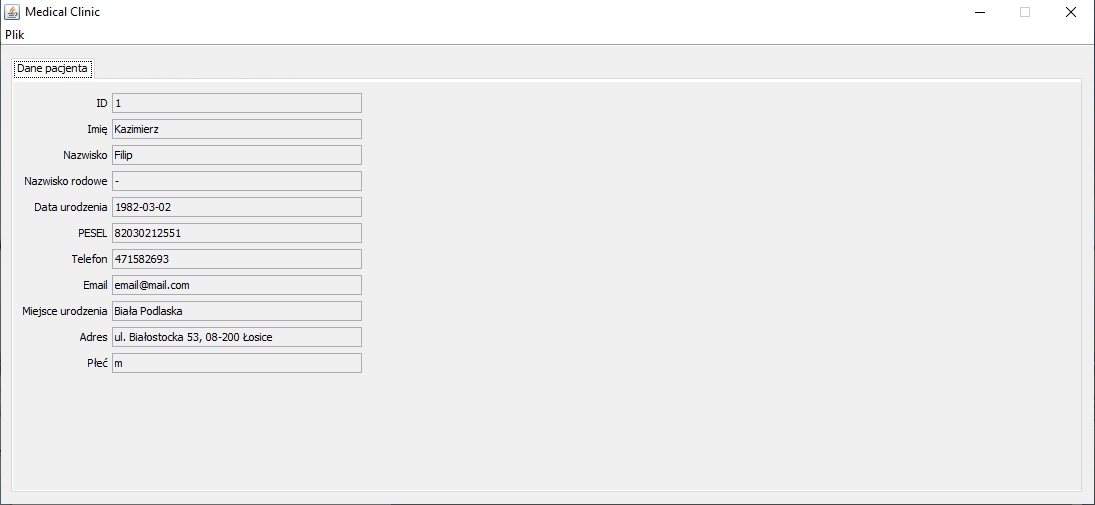 Medical Clinic
Plik
Dane pacjenta
ID 1
Imię Kazimierz
Nazwisko Filip
Nazwisko rodowe -
Data urodzenia 1982-03-02
PESEL 82030212551
Telefon 471582693
Email email@mail.com
Miejsce urodzenia Biała Podlaska
Adres ul. Białostocka 53, 08-200 Łosice
Płeć m